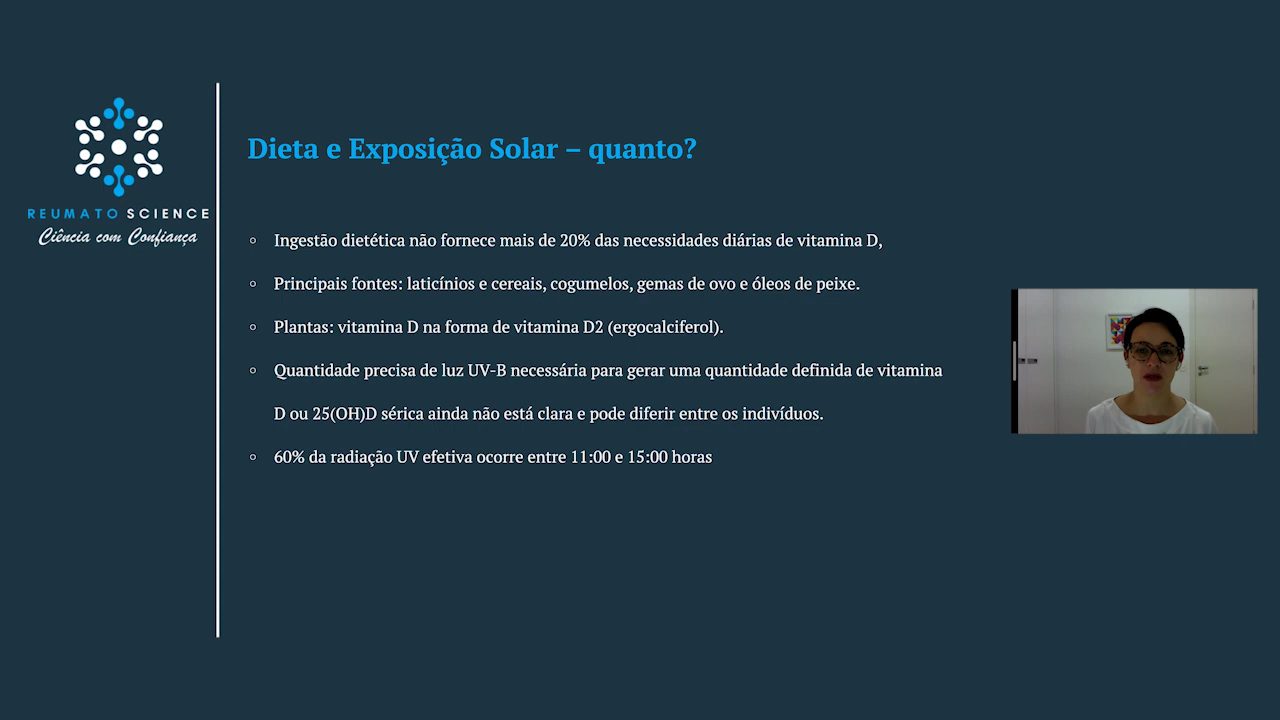 REUMATO SCIENCE
Ciência com Confiança
Dieta e Exposição Solar – quanto?
Ingestão dietética não fornece mais de 20% das necessidades diárias de vitamina D,
Principais fontes: laticínios e cereais, cogumelos, gemas de ovo e óleos de peixe.
Plantas: vitamina D na forma de vitamina D2 (ergocalciferol).
Quantidade precisa de luz UV-B necessária para gerar uma quantidade definida de vitamina
D ou 25(OH)D sérica ainda não está clara e pode diferir entre os indivíduos.
60% da radiação UV efetiva ocorre entre 11:00 e 15:00 horas